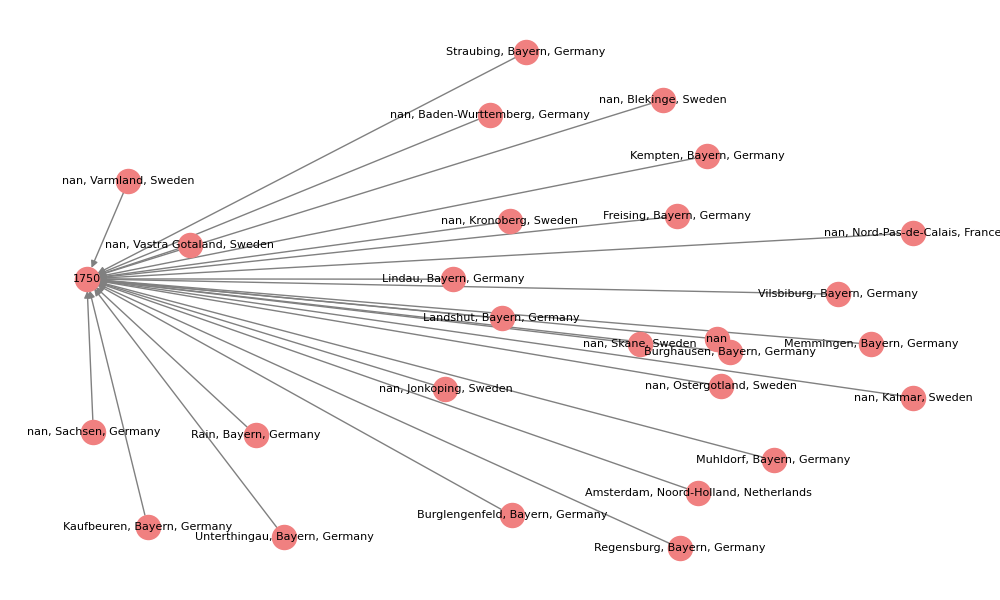 Straubing, Bayern, Germany
nan, Blekinge, Sweden
nan, Baden-Wurttemberg, Germany
Kempten, Bayern, Germany
nan, Varmland, Sweden
Freising, Bayern, Germany
nan, Kronoberg, Sweden
nan, Nord-Pas-de-Calais, France
nan, Vastra Gotaland, Sweden
1750
Lindau, Bayern, Germany
Vilsbiburg, Bayern, Germany
Landshut, Bayern, Germany
nan
nan, Skane, Sweden
Memmingen, Bayern, Germany
Burghausen, Bayern, Germany
nan, Ostergotland, Sweden
nan, Jonkoping, Sweden
nan, Kalmar, Sweden
nan, Sachsen, Germany
Rain, Bayern, Germany
Muhldorf, Bayern, Germany
Amsterdam, Noord-Holland, Netherlands
Burglengenfeld, Bayern, Germany
Kaufbeuren, Bayern, Germany
Unterthingau, Bayern, Germany
Regensburg, Bayern, Germany